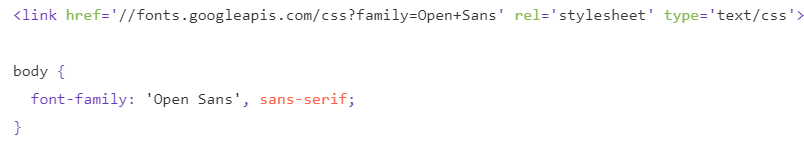 <link href='//fonts.googleapis.com/css?family=Open+Sans' rel='stylesheet' type='text/css'>
body {
font-family: 'Open Sans', sans-serif;
}